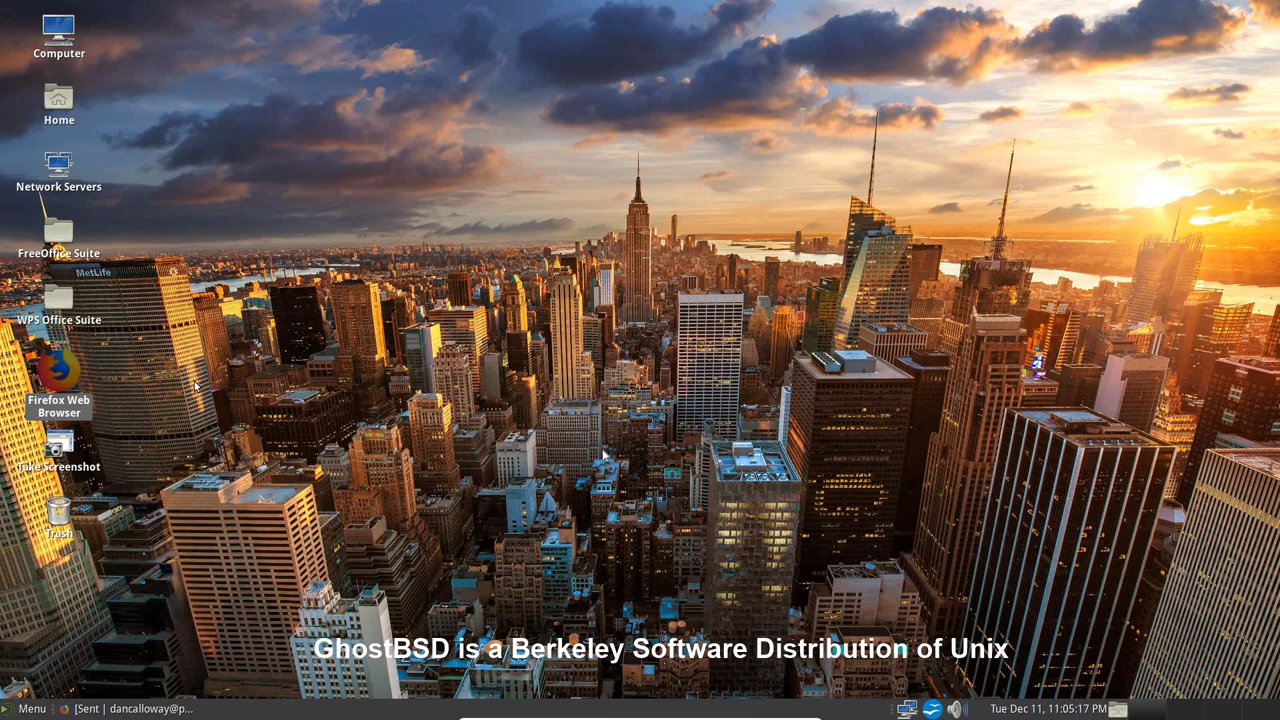 Computer
Home
Network Servers
FreeOffice Suite
MetLife
WPS Office Suite
Firefox Web
Browser
Take Screenshot
Trash
GhostBSD is a Berkeley Software Distribution of Unix
Menu
[Sent | dancalloway@p...
Tue Dec 11, 11:05:17 PM